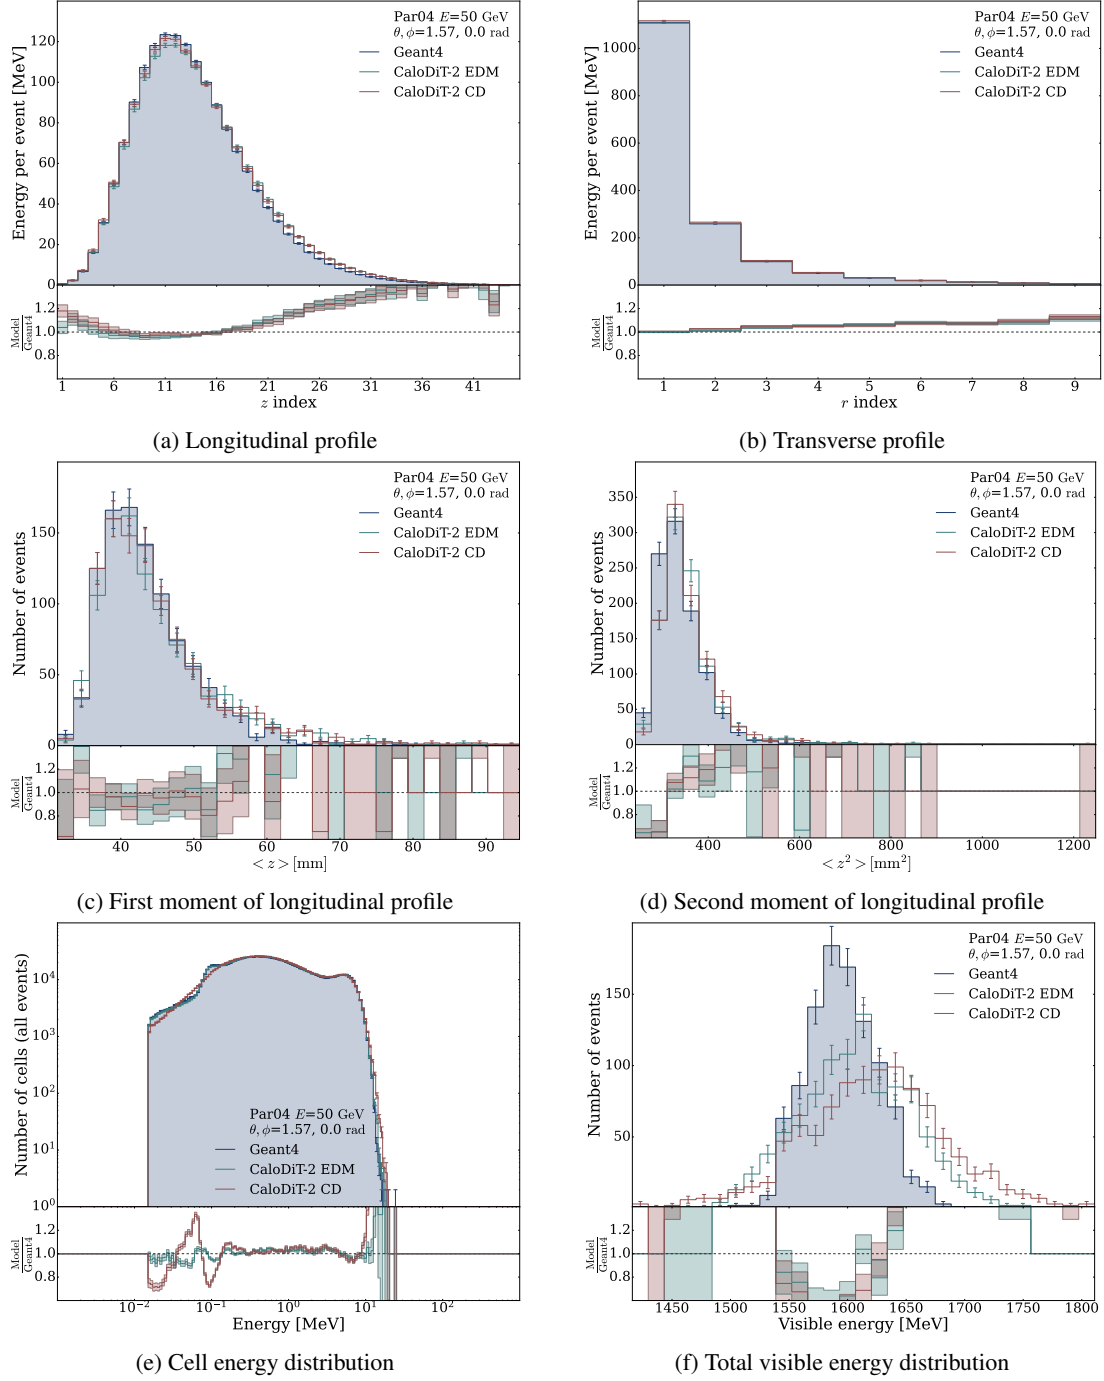 Par04 E=50 GeV
θ, ϕ=1.57, 0.0 rad
Geant4
CaloDiT-2 EDM
CaloDiT-2 CD
Energy per event [MeV]
120
100
80
60
40
20
0
Model
Geant4
1.2
1.0
0.8
1 6 11 16 21 26 31 36 41
z index
(a) Longitudinal profile
Par04 E=50 GeV
θ, ϕ=1.57, 0.0 rad
Geant4
CaloDiT-2 EDM
CaloDiT-2 CD
Energy per event [MeV]
1000
800
600
400
200
0
Model
Geant4
1.2
1.0
0.8
1 2 3 4 5 6 7 8 9
r index
(b) Transverse profile
Par04 E=50 GeV
θ, ϕ=1.57, 0.0 rad
Geant4
CaloDiT-2 EDM
CaloDiT-2 CD
Number of events
150
100
50
0
Model
Geant4
1.2
1.0
0.8
40 50 60 70 80 90
< z > [mm]
(c) First moment of longitudinal profile
Par04 E=50 GeV
θ, ϕ=1.57, 0.0 rad
Geant4
CaloDiT-2 EDM
CaloDiT-2 CD
Number of events
350
300
250
200
150
100
50
0
Model
Geant4
1.2
1.0
0.8
400 600 800 1000 1200
< z² > [mm²]
(d) Second moment of longitudinal profile
Number of cells (all events)
10⁴
10³
10²
10¹
10⁰
Par04 E=50 GeV
θ, ϕ=1.57, 0.0 rad
Geant4
CaloDiT-2 EDM
CaloDiT-2 CD
Model
Geant4
1.2
1.0
0.8
10⁻² 10⁻¹ 10⁰ 10¹ 10²
Energy [MeV]
(e) Cell energy distribution
Par04 E=50 GeV
θ, ϕ=1.57, 0.0 rad
Geant4
CaloDiT-2 EDM
CaloDiT-2 CD
Number of events
150
100
50
Model
Geant4
1.2
1.0
0.8
1450 1500 1550 1600 1650 1700 1750 1800
Visible energy [MeV]
(f) Total visible energy distribution